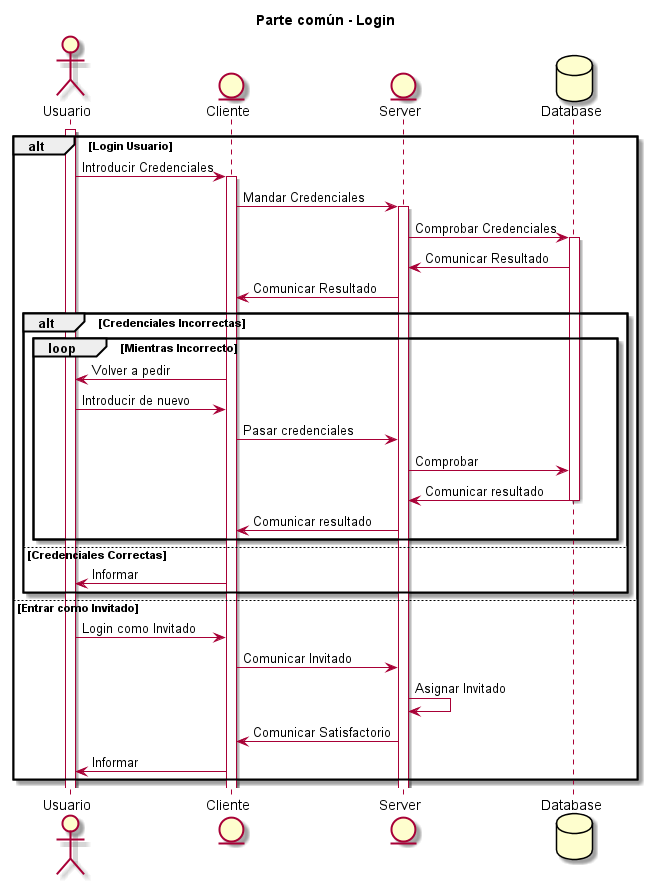 Parte común - Login
Usuario Cliente Server Database
alt [Login Usuario]
Introducir Credenciales
Mandar Credenciales
Comprobar Credenciales
Comunicar Resultado
Comunicar Resultado
alt [Credenciales Incorrectas]
loop [Mientras Incorrecto]
Volver a pedir
Introducir de nuevo
Pasar credenciales
Comprobar
Comunicar resultado
Comunicar resultado
[Credenciales Correctas]
Informar
[Entrar como Invitado]
Login como Invitado
Comunicar Invitado
Asignar Invitado
Comunicar Satisfactorio
Informar
Usuario Cliente Server Database